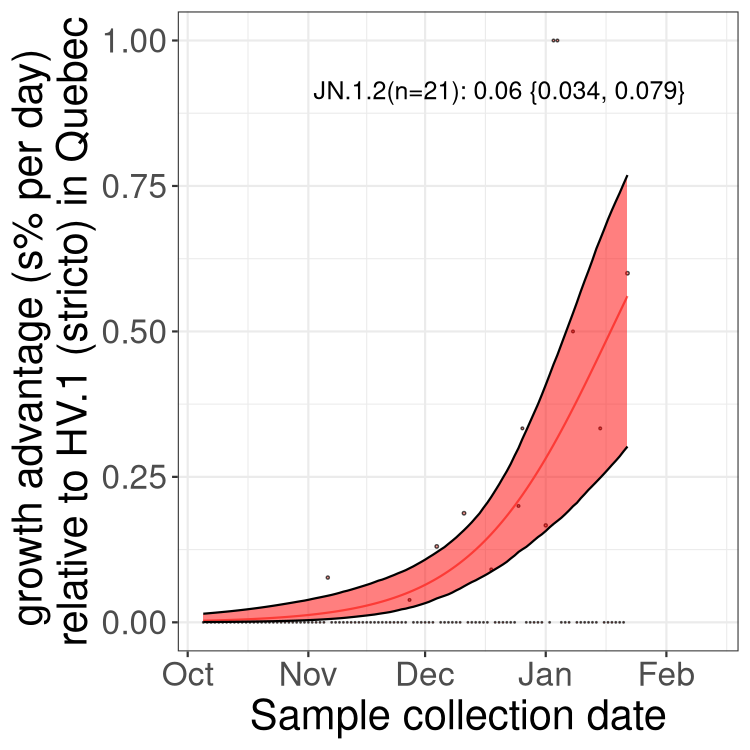 growth advantage (s% per day)
relative to HV.1 (stricto) in Quebec
1.00
0.75
0.50
0.25
0.00
JN.1.2(n=21): 0.06 {0.034, 0.079}
Oct Nov Dec Jan Feb
Sample collection date